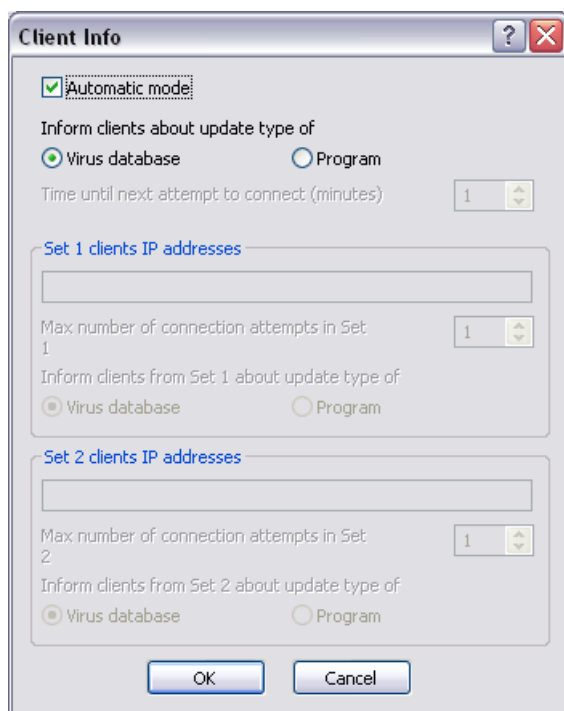 Client Info
Automatic mode
Inform clients about update type of
Virus database Program
Time until next attempt to connect (minutes) 1
Set 1 clients IP addresses
Max number of connection attempts in Set 1
1
Inform clients from Set 1 about update type of
Virus database Program
Set 2 clients IP addresses
Max number of connection attempts in Set 1
2
Inform clients from Set 2 about update type of
Virus database Program
OK Cancel